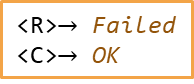 <R>→ Failed
<C>→ OK